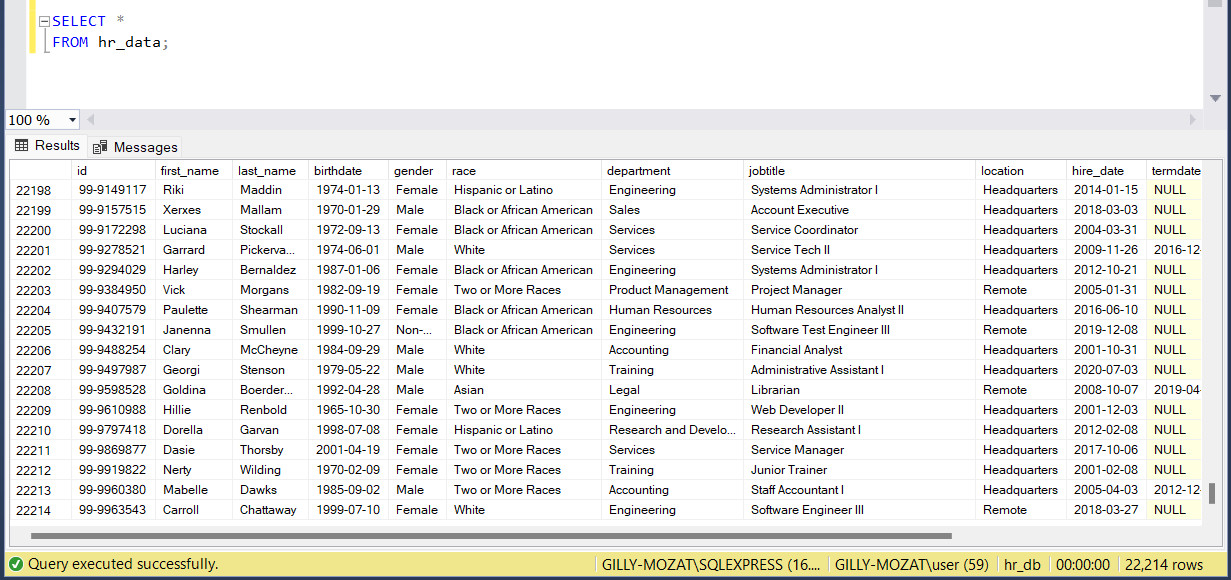 SELECT *
FROM hr_data;
100 %
Results Messages
id first_name last_name birthdate gender race department jobtitle location hire_date termdate
22198 99-9149117 Riki Maddin 1974-01-13 Female Hispanic or Latino Engineering Systems Administrator I Headquarters 2014-01-15 NULL
22199 99-9157515 Xerxes Mallam 1970-01-29 Male Black or African American Sales Account Executive Headquarters 2018-03-03 NULL
22200 99-9172298 Luciana Stockall 1972-09-13 Female Black or African American Services Service Coordinator Headquarters 2004-03-31 NULL
22201 99-9278521 Garrard Pickerva... 1974-06-01 Male White Services Service Tech II Headquarters 2009-11-26 2016-12-
22202 99-9294029 Harley Bernaldez 1987-01-06 Female Black or African American Engineering Systems Administrator I Headquarters 2012-10-21 NULL
22203 99-9384950 Vick Morgans 1982-09-19 Female Two or More Races Product Management Project Manager Remote 2005-01-31 NULL
22204 99-9407579 Paulette Shearman 1990-11-09 Female Black or African American Human Resources Human Resources Analyst II Headquarters 2016-06-10 NULL
22205 99-9432191 Janenna Smullen 1999-10-27 Non-... Black or African American Engineering Software Test Engineer III Remote 2019-12-08 NULL
22206 99-9488254 Clary McCheyne 1984-09-29 Male White Accounting Financial Analyst Headquarters 2001-10-31 NULL
22207 99-9497987 Georgi Stenson 1979-05-22 Male White Training Administrative Assistant I Headquarters 2020-07-03 NULL
22208 99-9598528 Goldina Boerder... 1992-04-28 Male Asian Legal Librarian Remote 2008-10-07 2019-04-
22209 99-9610988 Hillie Renbold 1965-10-30 Female Two or More Races Engineering Web Developer II Headquarters 2001-12-03 NULL
22210 99-9797418 Dorella Garvan 1998-07-08 Female Hispanic or Latino Research and Develo... Research Assistant I Headquarters 2012-02-08 NULL
22211 99-9869877 Dasie Thorsby 2001-04-19 Female Two or More Races Services Service Manager Headquarters 2017-10-06 NULL
22212 99-9919822 Nerty Wilding 1970-02-09 Female Two or More Races Training Junior Trainer Headquarters 2001-02-08 NULL
22213 99-9960380 Mabelle Dawks 1985-09-02 Male Two or More Races Accounting Staff Accountant I Headquarters 2005-04-03 2012-12-
22214 99-9963543 Carroll Chattaway 1999-07-10 Female White Engineering Software Engineer III Remote 2018-03-27 NULL
Query executed successfully. GILLY-MOZAT\SQLEXPRESS (16.... GILLY-MOZAT\user (59) hr_db 00:00:00 22,214 rows